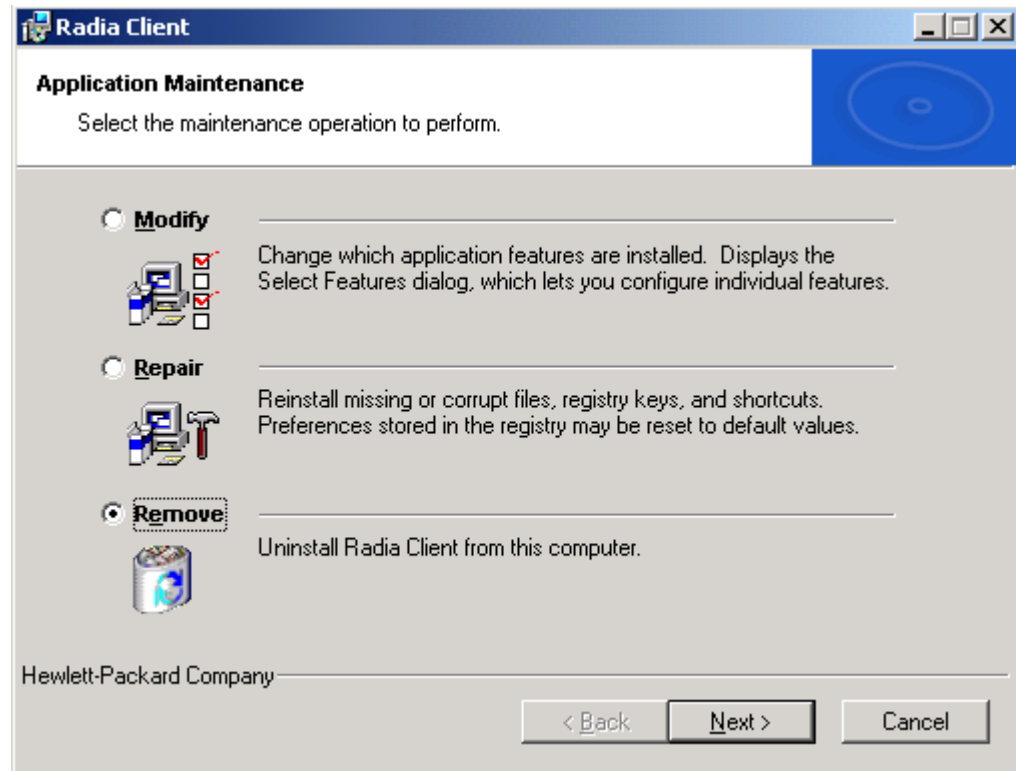 Radia Client
Application Maintenance
Select the maintenance operation to perform.
Modify
Change which application features are installed.  Displays the
Select Features dialog, which lets you configure individual features.
Repair
Reinstall missing or corrupt files, registry keys, and shortcuts.
Preferences stored in the registry may be reset to default values.
Remove
Uninstall Radia Client from this computer.
Hewlett-Packard Company
< Back
Next >
Cancel